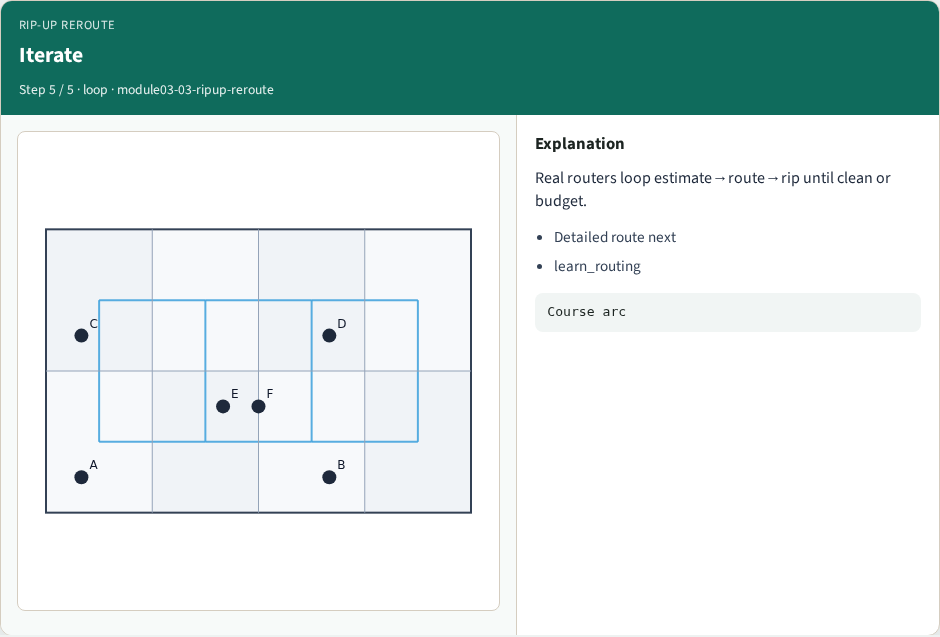 RIP-UP REROUTE
Iterate
Step 5 / 5 · loop · module03-03-ripup-reroute
C
D
E
F
A
B
Explanation
Real routers loop estimate→route→rip until clean or
budget.
• Detailed route next
• learn_routing
Course arc